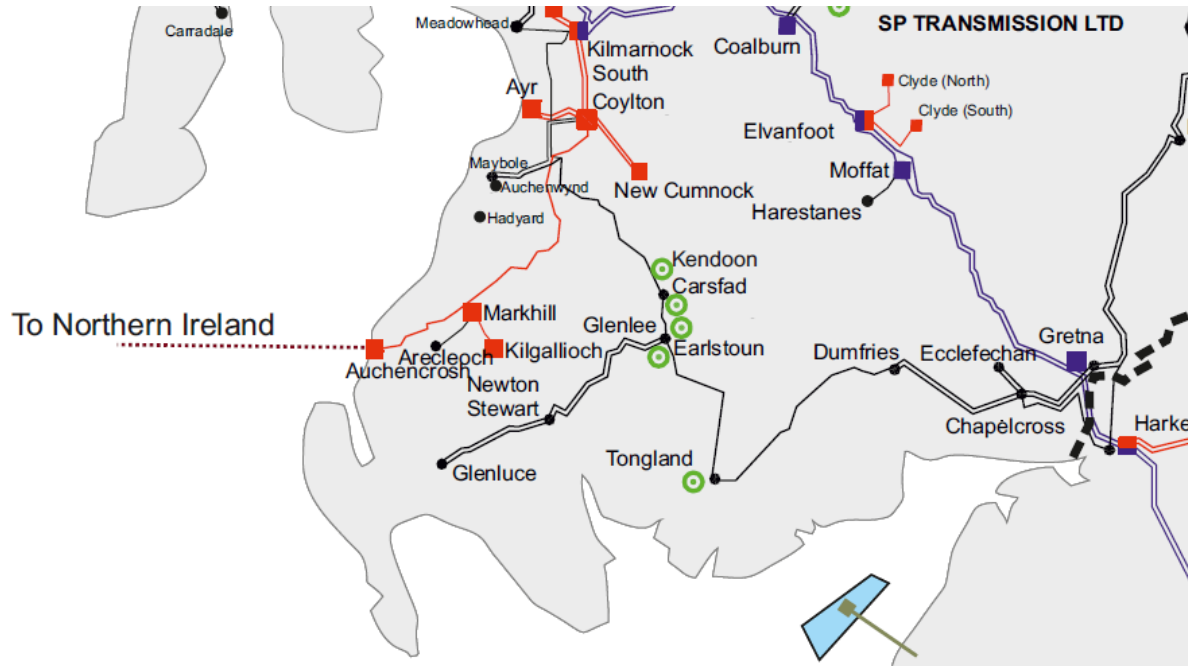 SP TRANSMISSION LTD
Meadowhead
Carradale
Kilmarnock
South
Coalburn
Clyde (North)
Ayr
Coylton
Clyde (South)
Elvanfoot
Maybole
Auchenwynd
New Cumnock
Moffat
Harestanes
Hadyard
Kendoon
Carsfad
To Northern Ireland
Markhill
Glenlee
Earlstoun
Gretna
Arecleoch
Kilgallioch
Auchencrosh
Dumfries
Ecclefechan
Newton
Stewart
Chapelcross
Harke
Tongland
Glenluce